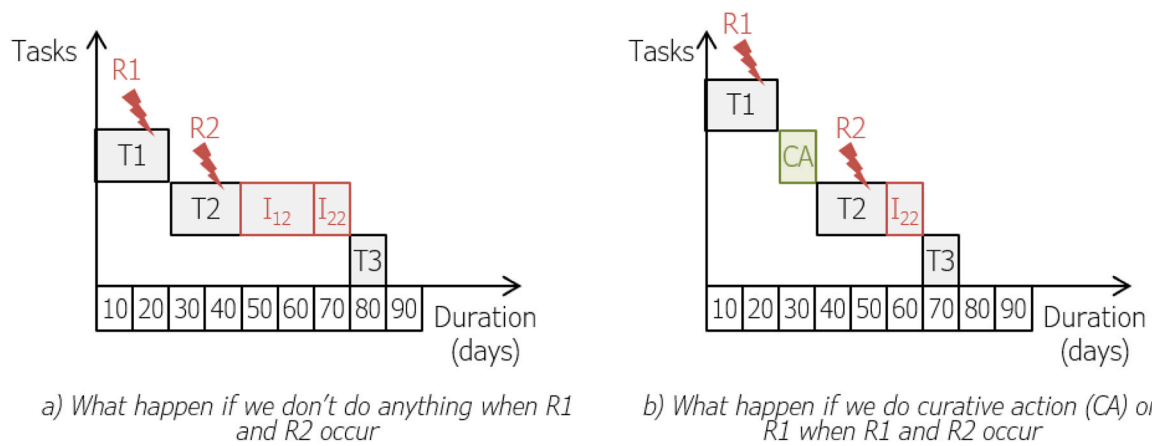 Tasks
R1
R2
T1
T2
I12
I22
T3
10 20 30 40 50 60 70 80 90
Duration
(days)
a) What happen if we don't do anything when R1
and R2 occur
Tasks
R1
T1
R2
CA
T2
I22
T3
10 20 30 40 50 60 70 80 90
Duration
(days)
b) What happen if we do curative action (CA) o
R1 when R1 and R2 occur